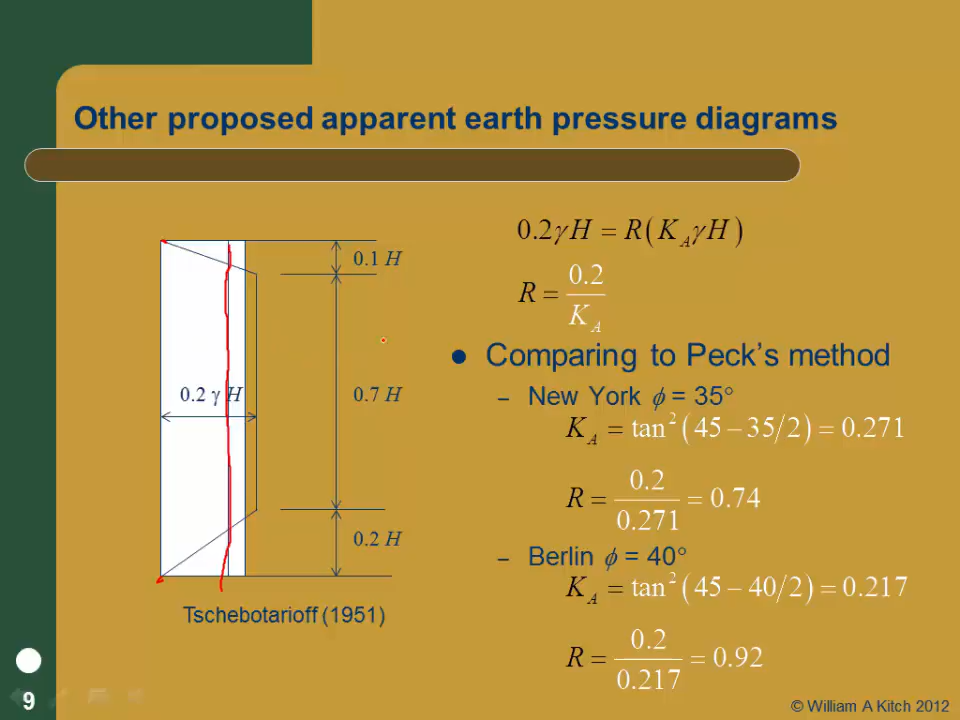 Other proposed apparent earth pressure diagrams
0.2γH = R(K_AγH)
R = 0.2/K_A
● Comparing to Peck's method
– New York ϕ = 35°
K_A = tan²(45 – 35/2) = 0.271
R = 0.2/0.271 = 0.74
– Berlin ϕ = 40°
K_A = tan²(45 – 40/2) = 0.217
R = 0.2/0.217 = 0.92
0.1 H
0.2 γ H
0.7 H
0.2 H
Tschebotarioff (1951)
9
© William A Kitch 2012